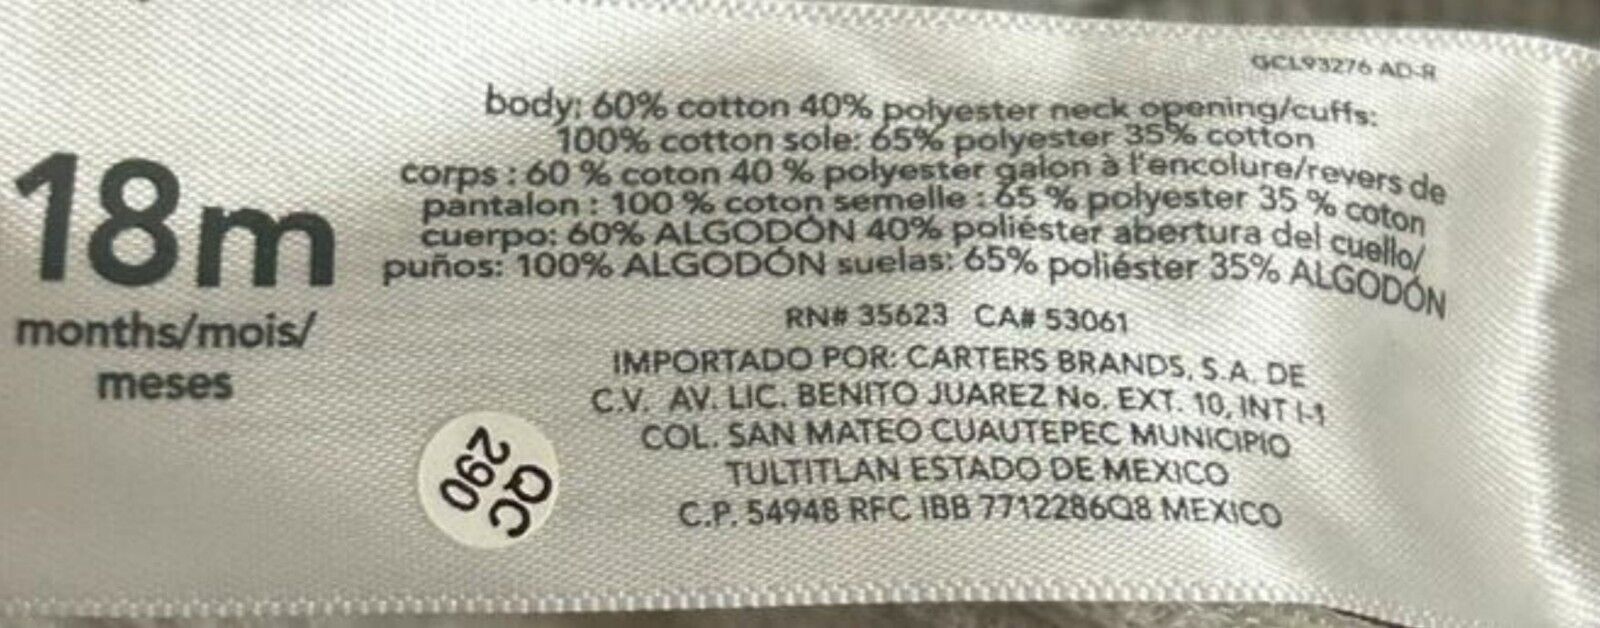 GCL93276 AD-R
body: 60% cotton 40% polyester neck opening/cuffs:
100% cotton sole: 65% polyester 35% cotton
corps : 60 % coton 40 % polyester galon à l'encolure/revers de
pantalon : 100 % coton semelle : 65 % polyester 35 % coton
cuerpo: 60% ALGODÓN 40% poliéster abertura del cuello/
puños: 100% ALGODÓN suelas: 65% poliéster 35% ALGODÓN
18m
months/mois/
meses
RN# 35623 CA# 53061
IMPORTADO POR: CARTERS BRANDS, S.A. DE
C.V. AV. LIC. BENITO JUAREZ No. EXT. 10, INT I-1
COL. SAN MATEO CUAUTEPEC MUNICIPIO
TULTITLAN ESTADO DE MEXICO
C.P. 54948 RFC IBB 7712286Q8 MEXICO
QC
290